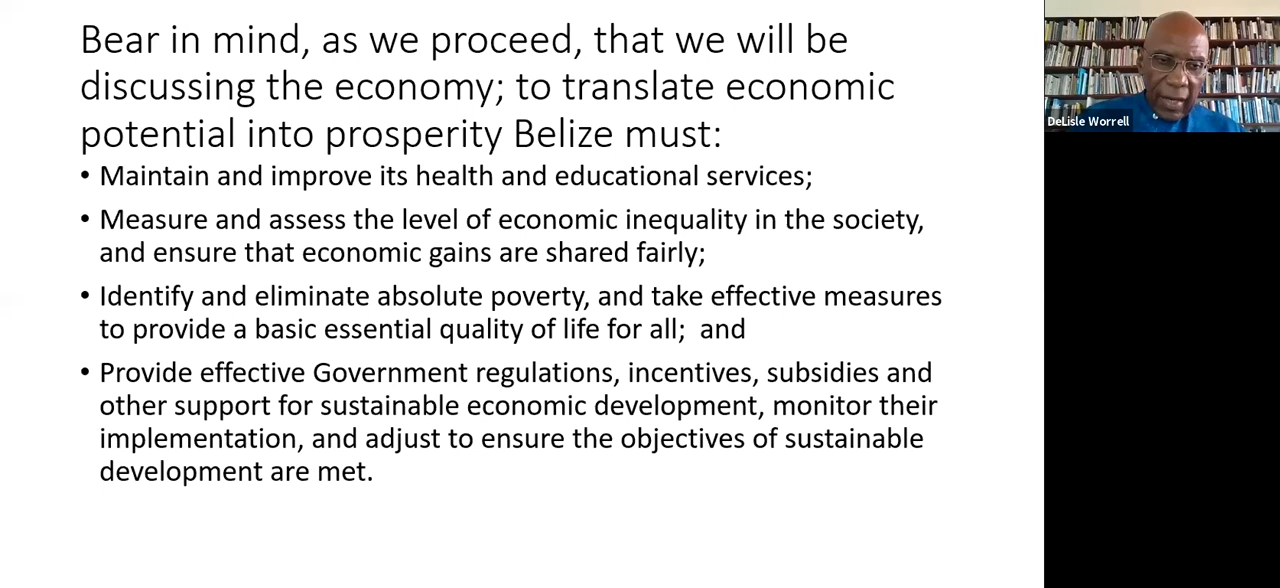 Bear in mind, as we proceed, that we will be
discussing the economy; to translate economic
potential into prosperity Belize must:
• Maintain and improve its health and educational services;
• Measure and assess the level of economic inequality in the society,
and ensure that economic gains are shared fairly;
• Identify and eliminate absolute poverty, and take effective measures
to provide a basic essential quality of life for all;  and
• Provide effective Government regulations, incentives, subsidies and
other support for sustainable economic development, monitor their
implementation, and adjust to ensure the objectives of sustainable
development are met.
DeLisle Worrell